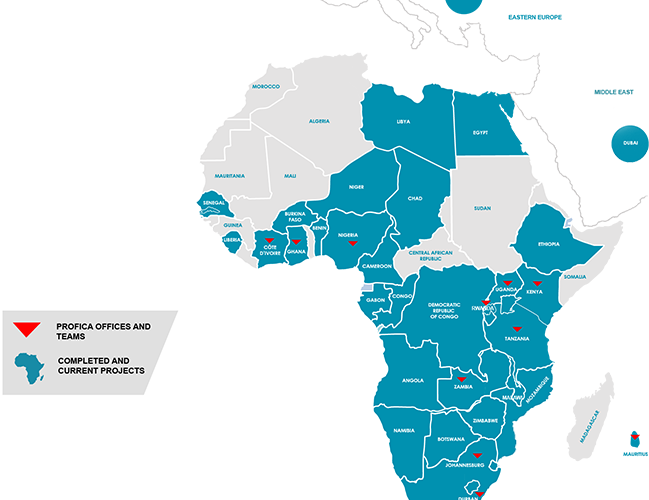 EASTERN EUROPE
MIDDLE EAST
DUBAI
MOROCCO
ALGERIA
LIBYA
EGYPT
MAURITANIA
MALI
NIGER
CHAD
SUDAN
SENEGAL
BURKINA
FASO
GUINEA
BENIN
NIGERIA
LIBERIA
CÔTE
D'IVOIRE
GHANA
ETHIOPIA
CENTRAL AFRICAN
REPUBLIC
CAMEROON
SOMALIA
UGANDA
KENYA
GABON
CONGO
DEMOCRATIC
REPUBLIC
OF CONGO
RWANDA
TANZANIA
PROFICA OFFICES AND
TEAMS
COMPLETED AND
CURRENT PROJECTS
ANGOLA
ZAMBIA
MALAWI
MOZAMBIQUE
NAMIBIA
ZIMBABWE
BOTSWANA
MADAGASCAR
MAURITIUS
JOHANNESBURG
DURBAN